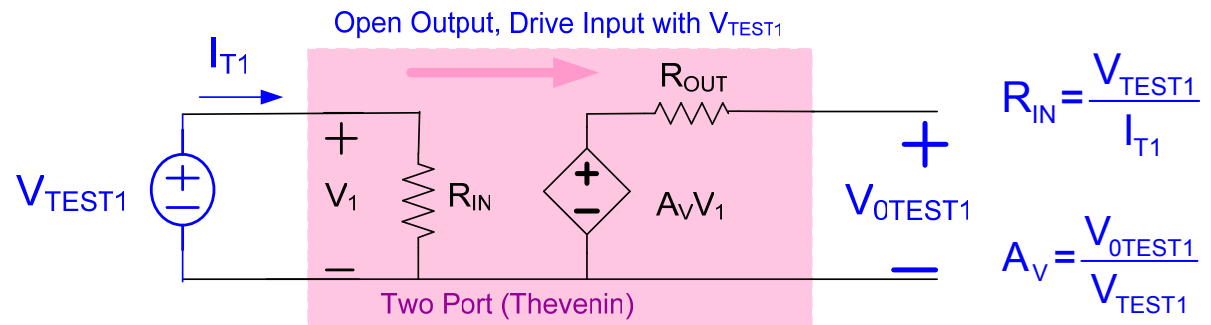 Open Output, Drive Input with VTEST1
IT1
ROUT
+
V1
−
RIN
+
−
AVV1
VTEST1
+
−
+
V0TEST1
−
RIN=VTEST1/IT1
AV=V0TEST1/VTEST1
Two Port (Thevenin)